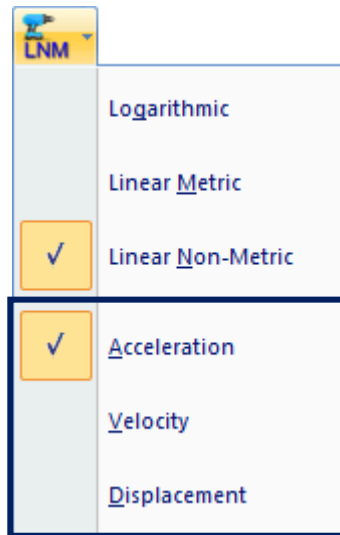 LNM
Logarithmic
Linear Metric
Linear Non-Metric
Acceleration
Velocity
Displacement